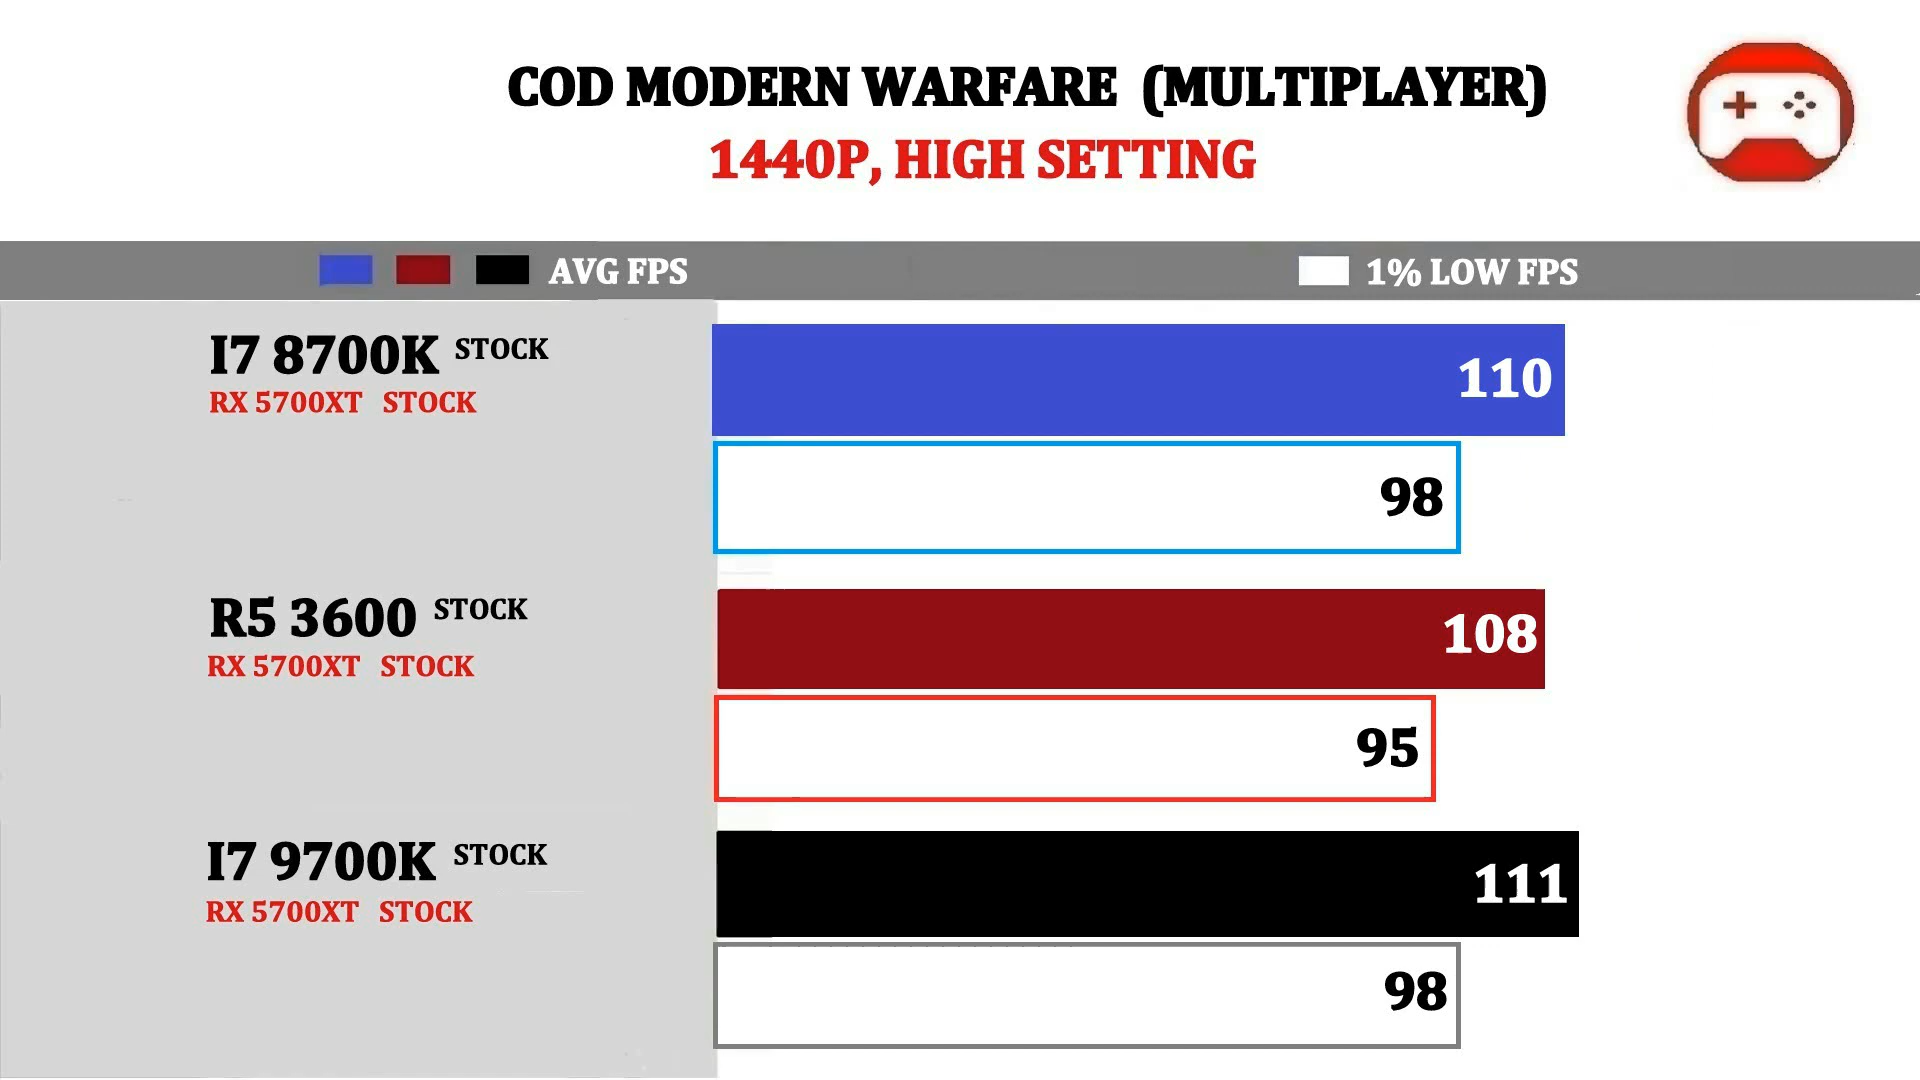 COD MODERN WARFARE (MULTIPLAYER)
1440P, HIGH SETTING
AVG FPS
1% LOW FPS
I7 8700K STOCK
RX 5700XT STOCK
110
98
R5 3600 STOCK
RX 5700XT STOCK
108
95
I7 9700K STOCK
RX 5700XT STOCK
111
98